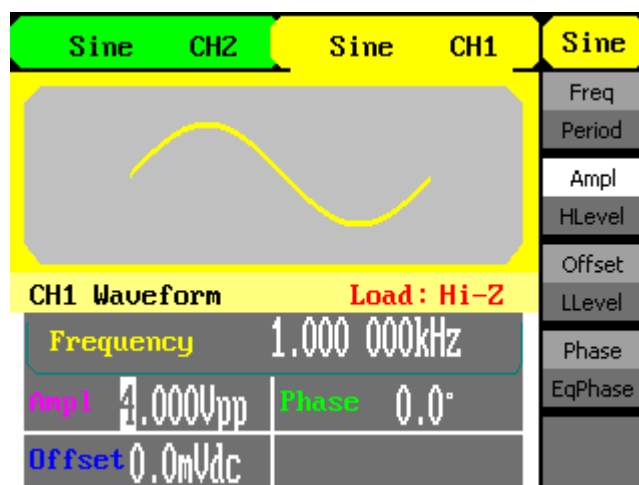 Sine CH2 Sine CH1 Sine
Freq
Period
Ampl
HLevel
Offset
LLevel
Phase
EqPhase
CH1 Waveform Load: Hi-Z
Frequency 1.000 000kHz
Ampl 4.000Vpp Phase 0.0°
Offset 0.0mVdc